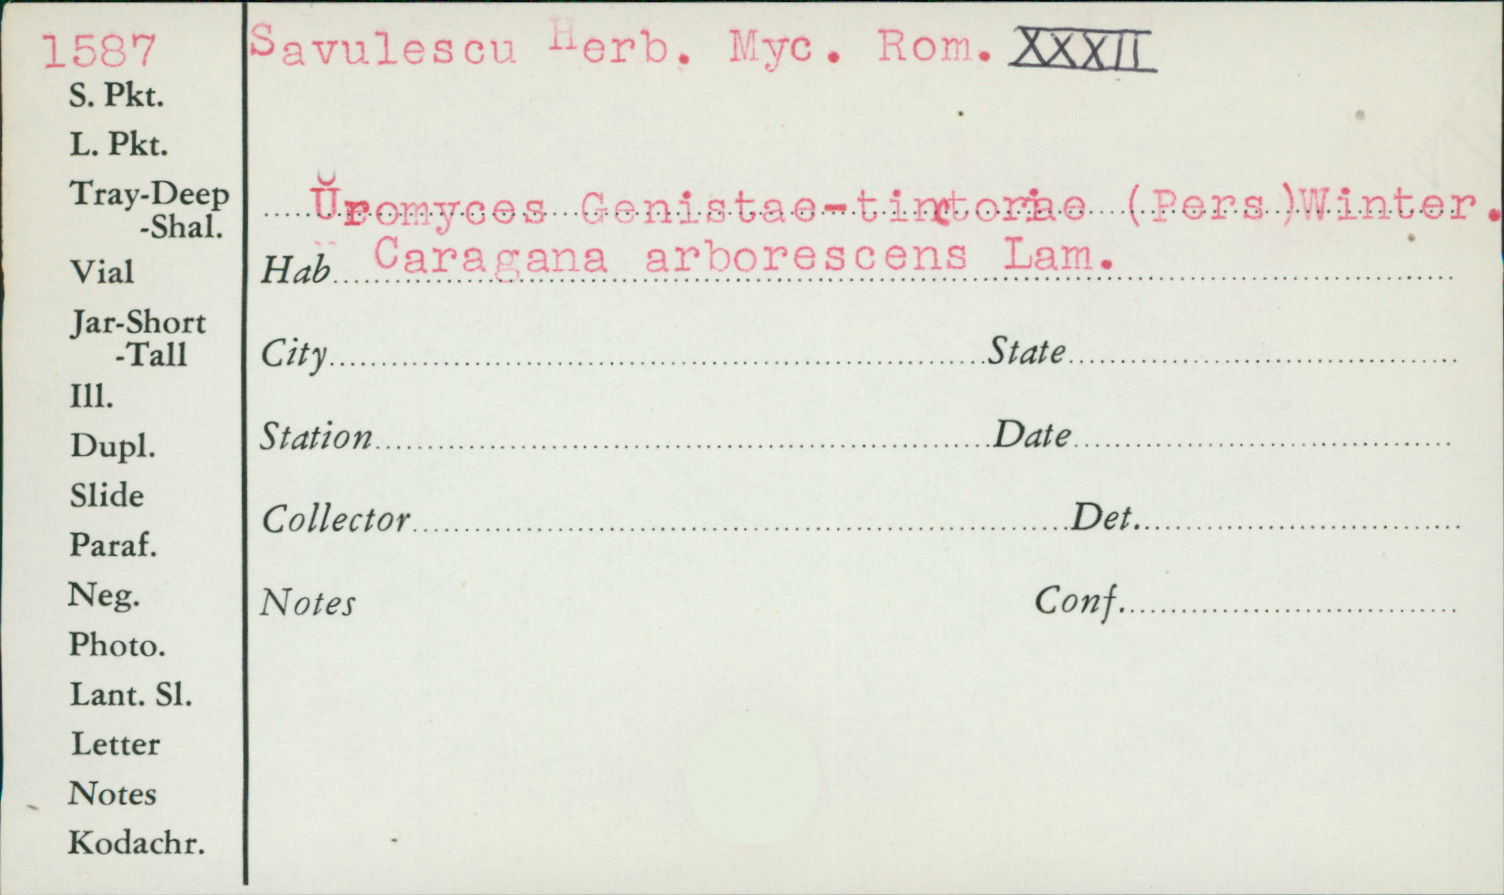 1587 Savulescu Herb. Myc. Rom. XXXII
S. Pkt.
L. Pkt.
Tray-Deep
-Shal.
Uromyces Genistae-tinctoriae (Pers)Winter.
Vial
Hab Caragana arborescens Lam.
Jar-Short
-Tall
City State
Ill.
Dupl.
Station Date
Slide
Collector Det.
Paraf.
Neg.
Notes Conf.
Photo.
Lant. Sl.
Letter
Notes
Kodachr.